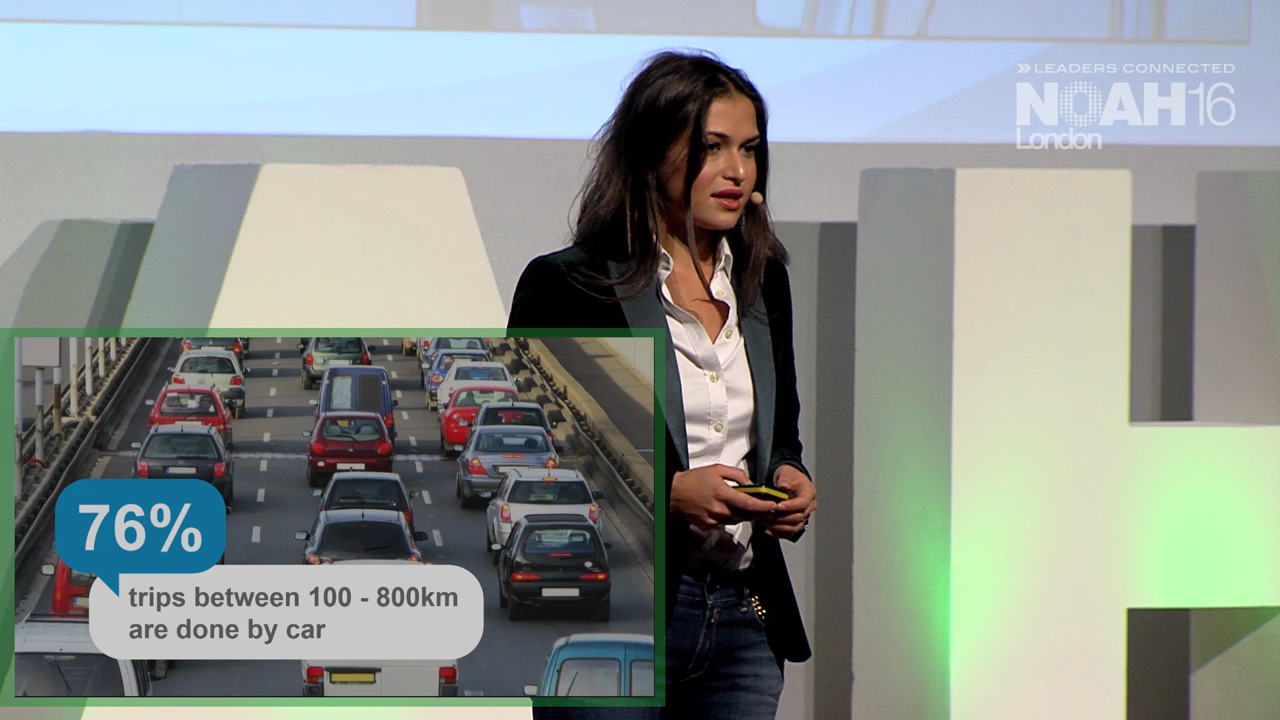 LEADERS CONNECTED
NOAH16
London
76%
trips between 100 - 800km
are done by car